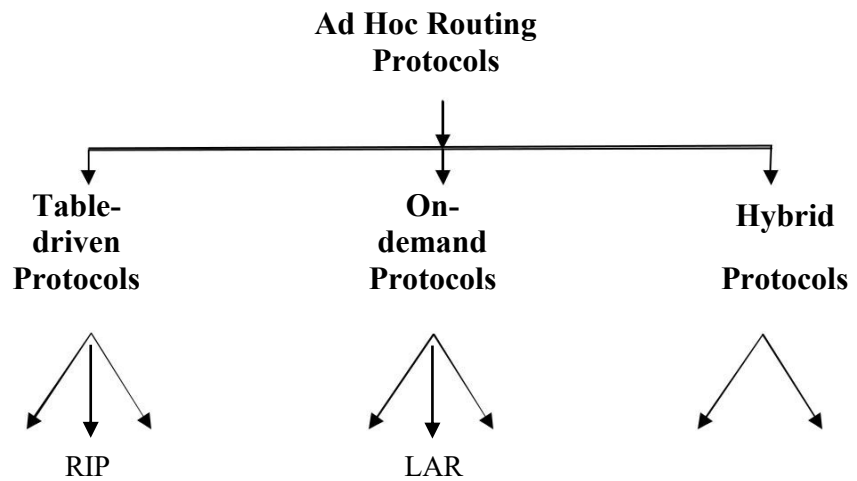 Ad Hoc Routing
Protocols
Table-
driven
Protocols
On-
demand
Protocols
Hybrid
Protocols
RIP
LAR